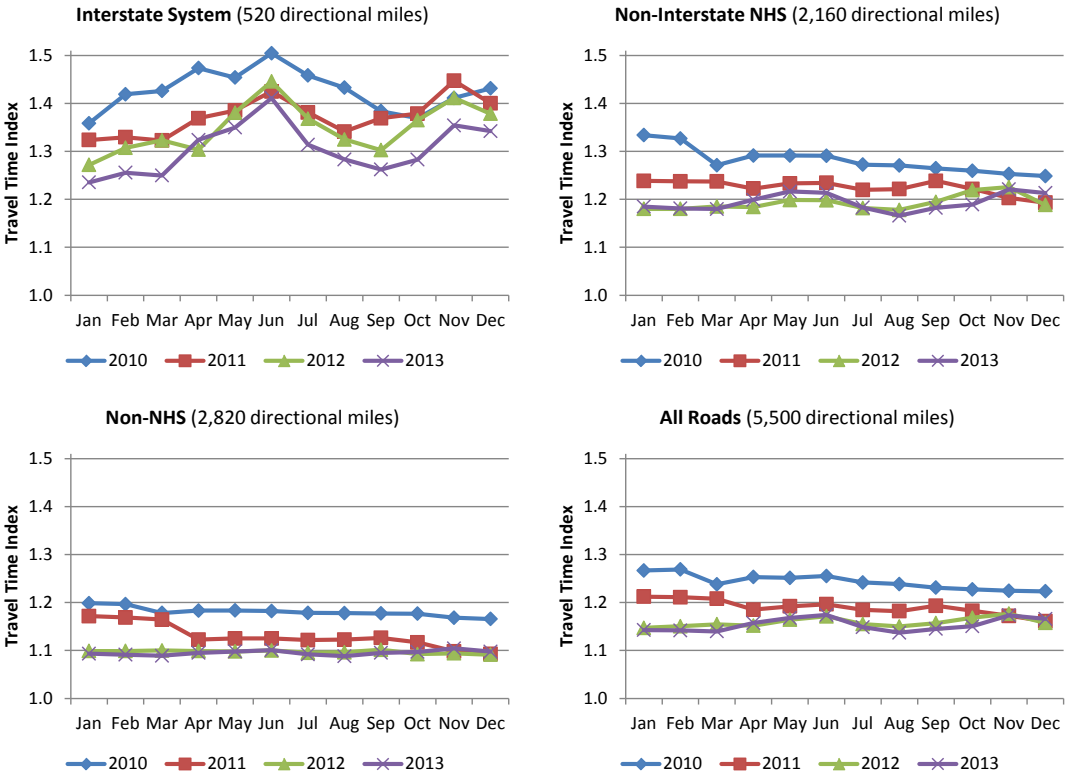 Interstate System (520 directional miles)
Travel Time Index
1.5
1.4
1.3
1.2
1.1
1.0
Jan Feb Mar Apr May Jun Jul Aug Sep Oct Nov Dec
2010 2011 2012 2013
Non-Interstate NHS (2,160 directional miles)
Travel Time Index
1.5
1.4
1.3
1.2
1.1
1.0
Jan Feb Mar Apr May Jun Jul Aug Sep Oct Nov Dec
2010 2011 2012 2013
Non-NHS (2,820 directional miles)
Travel Time Index
1.5
1.4
1.3
1.2
1.1
1.0
Jan Feb Mar Apr May Jun Jul Aug Sep Oct Nov Dec
2010 2011 2012 2013
All Roads (5,500 directional miles)
Travel Time Index
1.5
1.4
1.3
1.2
1.1
1.0
Jan Feb Mar Apr May Jun Jul Aug Sep Oct Nov Dec
2010 2011 2012 2013